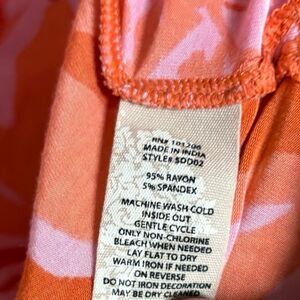 RN# 101206
MADE IN INDIA
STYLE# SDD02
95% RAYON
5% SPANDEX
MACHINE WASH COLD
INSIDE OUT
GENTLE CYCLE
ONLY NON-CHLORINE
BLEACH WHEN NEEDED
LAY FLAT TO DRY
WARM IRON IF NEEDED
ON REVERSE
DO NOT IRON DECORATION
MAY BE DRY CLEANED